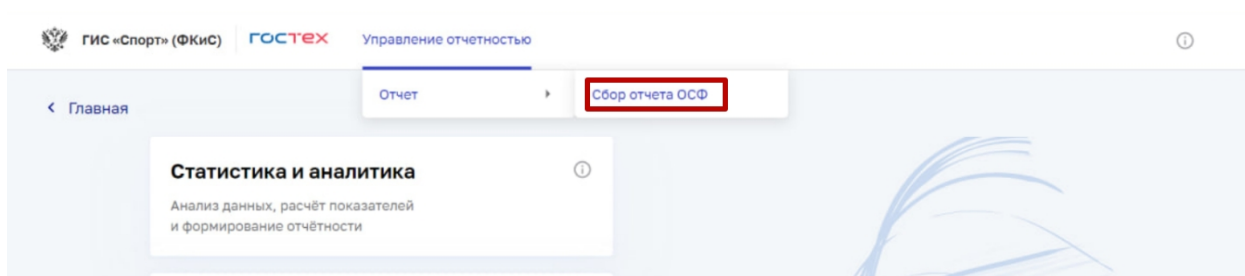 ГИС «Спорт» (ФКиС) ГОСТЕХ Управление отчетностью
Отчет Сбор отчета ОСФ
Главная
Статистика и аналитика
Анализ данных, расчёт показателей
и формирование отчётности